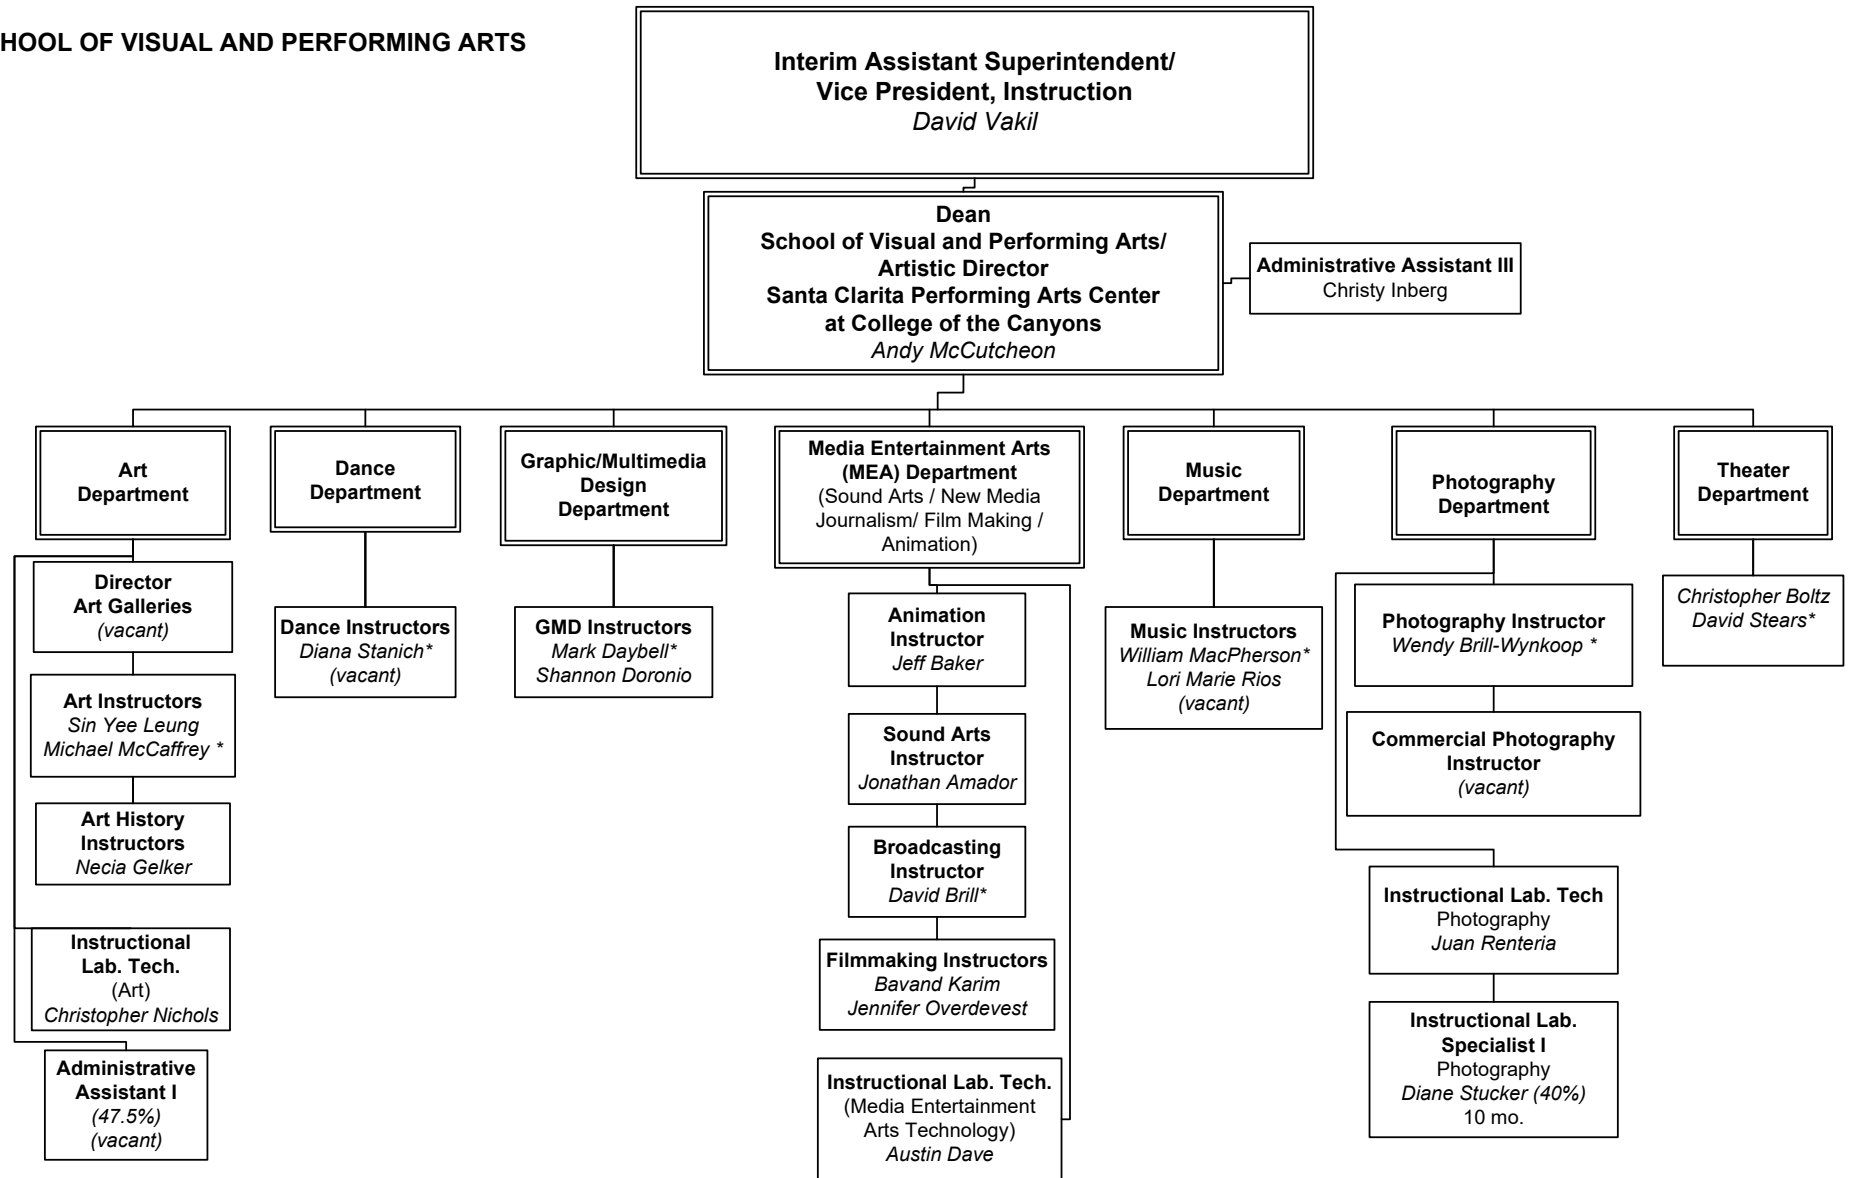 HOOL OF VISUAL AND PERFORMING ARTS
Interim Assistant Superintendent/
Vice President, Instruction
David Vakil
Dean
School of Visual and Performing Arts/
Artistic Director
Santa Clarita Performing Arts Center
at College of the Canyons
Andy McCutcheon
Administrative Assistant III
Christy Inberg
Art
Department
Director
Art Galleries
(vacant)
Art Instructors
Sin Yee Leung
Michael McCaffrey *
Art History
Instructors
Necia Gelker
Instructional
Lab. Tech.
(Art)
Christopher Nichols
Administrative
Assistant I
(47.5%)
(vacant)
Dance
Department
Dance Instructors
Diana Stanich*
(vacant)
Graphic/Multimedia
Design
Department
GMD Instructors
Mark Daybell*
Shannon Doronio
Media Entertainment Arts
(MEA) Department
(Sound Arts / New Media
Journalism/ Film Making /
Animation)
Animation
Instructor
Jeff Baker
Sound Arts
Instructor
Jonathan Amador
Broadcasting
Instructor
David Brill*
Filmmaking Instructors
Bavand Karim
Jennifer Overdevest
Instructional Lab. Tech.
(Media Entertainment
Arts Technology)
Austin Dave
Music
Department
Music Instructors
William MacPherson*
Lori Marie Rios
(vacant)
Photography
Department
Photography Instructor
Wendy Brill-Wynkoop *
Commercial Photography
Instructor
(vacant)
Instructional Lab. Tech
Photography
Juan Renteria
Instructional Lab.
Specialist I
Photography
Diane Stucker (40%)
10 mo.
Theater
Department
Christopher Boltz
David Stears*